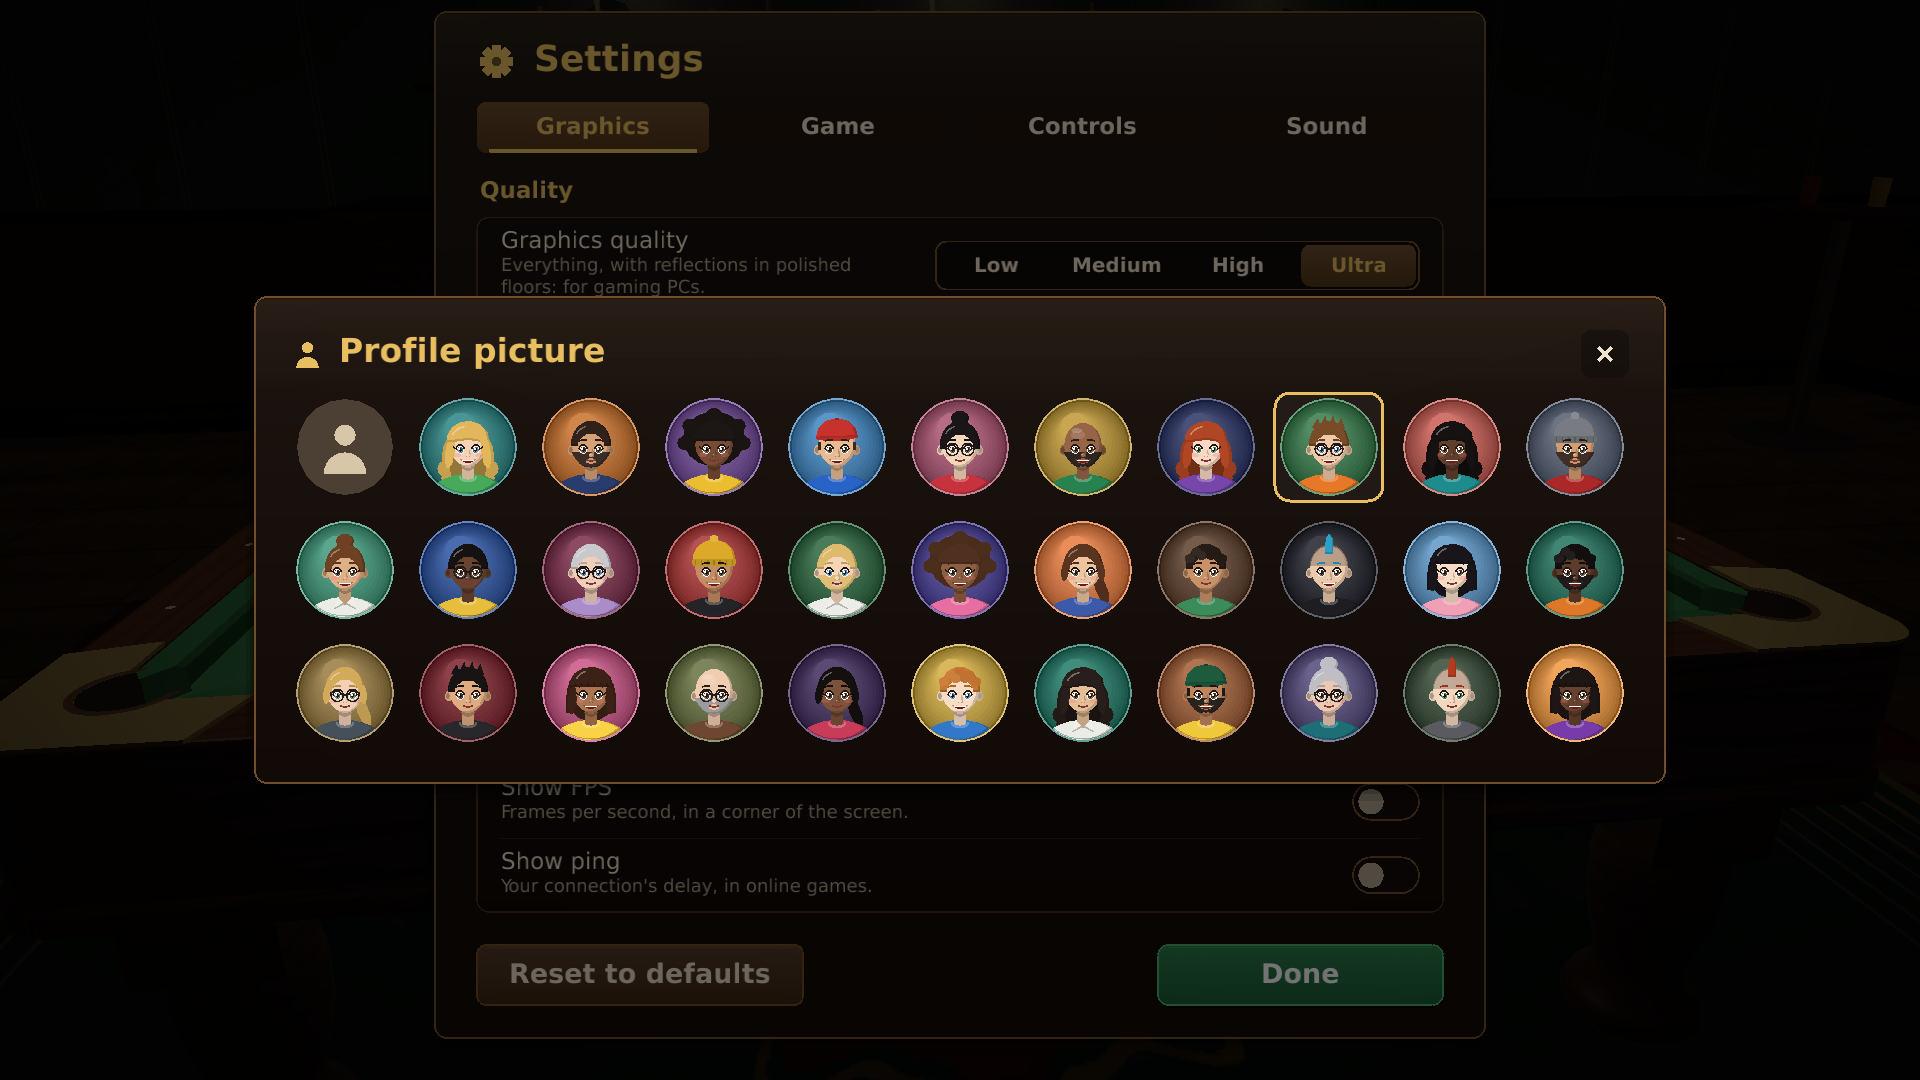 Settings
Graphics
Game
Controls
Sound
Quality
Graphics quality
Everything, with reflections in polished
floors: for gaming PCs.
Low
Medium
High
Ultra
Profile picture
×
Show FPS
Frames per second, in a corner of the screen.
Show ping
Your connection's delay, in online games.
Reset to defaults
Done